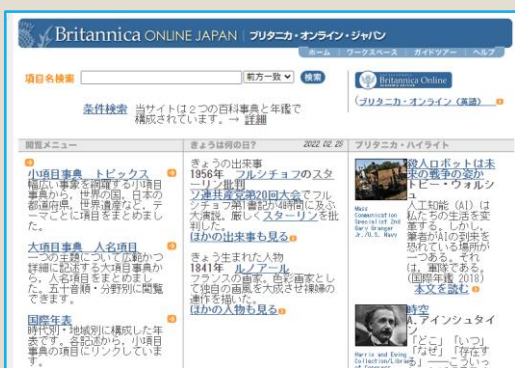 Britannica ONLINE JAPAN | ブリタニカ・オンライン・ジャパン
ホーム | ワークスペース | ガイドツアー | ヘルプ
項目名検索 前方一致 検索
Britannica Online
(ブリタニカ・オンライン(英語)
条件検索 当サイトは2つの百科事典と年鑑で
構成されています。→ 詳細
閲覧メニュー
小項目事典 トピックス
幅広い事象を網羅する小項目
事典から、世界の国、日本の
都道府県、世界遺産など、テ
ーマごとに項目をまとめまし
た。
大項目事典 人名項目
一つの主題について広範かつ
詳細に記述する大項目事典か
ら、人名項目をまとめまし
た。五十音順・分野別に閲覧
できます。
国際年表
時代別・地域別に構成した年
表です。各記述から、小項目
事典の項目にリンクしていま
す。
きょうは何の日? 2022 02 25
きょうの出来事
1956年 フルシチョフのスタ
ーリン批判
ソ連共産党第20回大会でフル
シチョフ第1書記が4時間に及ぶ
大演説。厳しくスターリンを批
判した。
ほかの出来事も見る
きょう生まれた人物
1841年 ルノアール
フランスの画家。色彩画家とし
て独自の画風を大成させ裸婦の
連作を描いた。
ほかの人物も見る
ブリタニカ・ハイライト
殺人ロボットは未
来の戦争の姿か
トビー・ウォルシ
ュ
人工知能(AI)は
私たちの生活を変
革する。しかし、
筆者がAIの到来を
恐れている場所が
一つある。それ
は、軍隊である。
(国際年鑑 2018)
本文を読む
Mass
Communication
Specialist 2nd
Gary Granger
Jr./U.S. Navy
時空
A.アインシュタイ
ン
「どこ」「いつ」
「なぜ」「存在す
る」――こういっ
Harris and Ewing
Collection/Library
of Congress